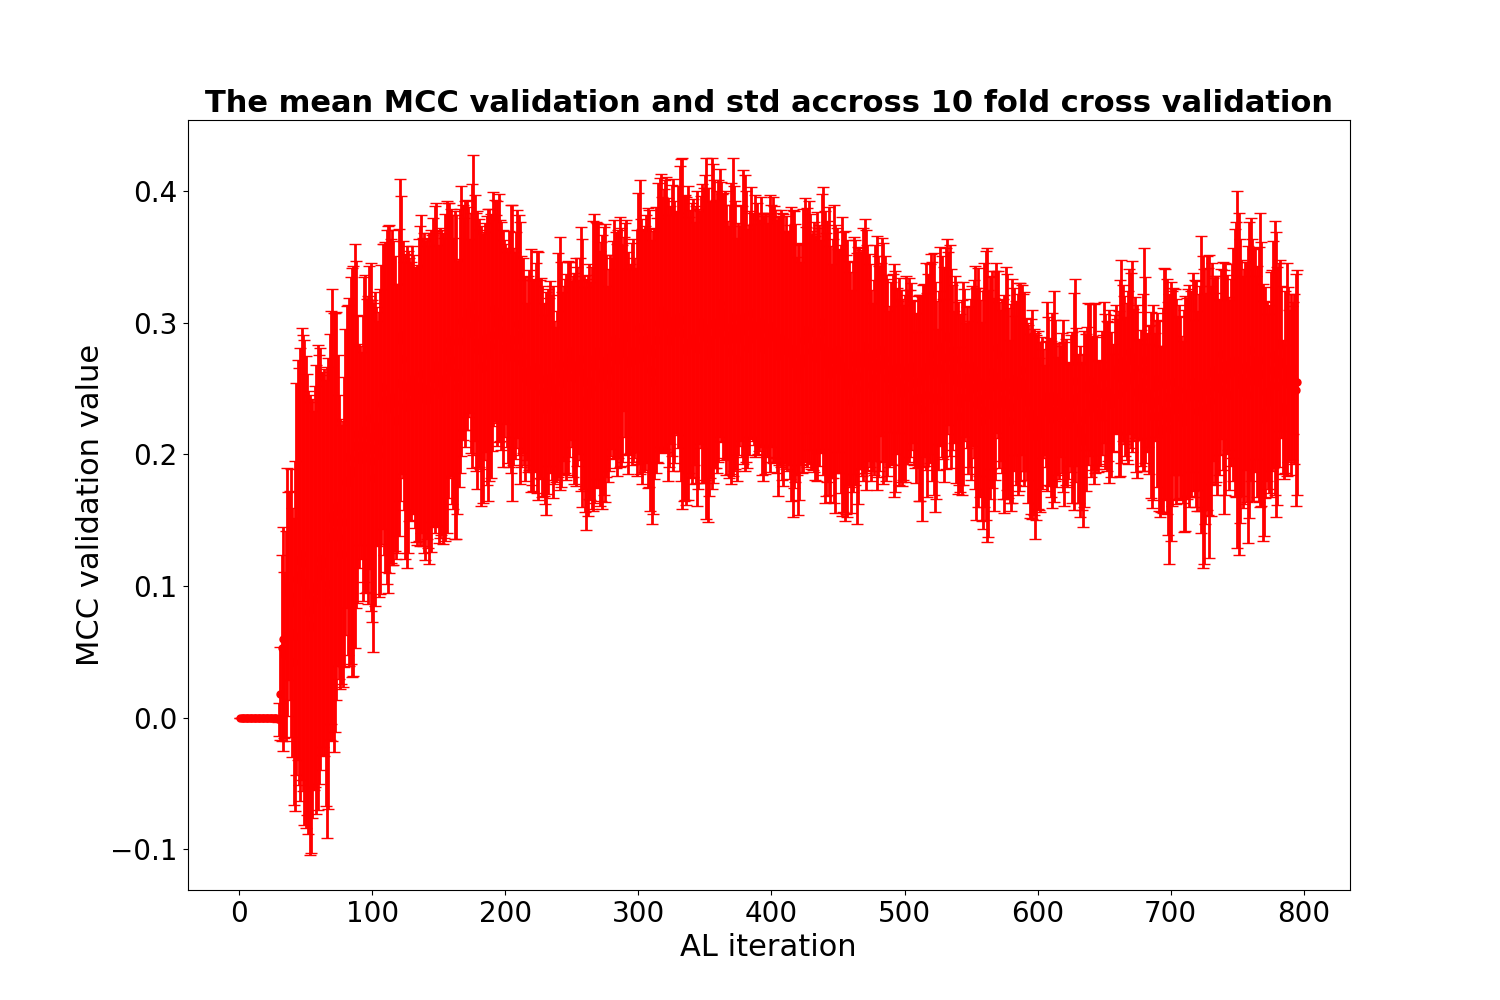 The mean MCC validation and std accross 10 fold cross validation
MCC validation value
0.4
0.3
0.2
0.1
0.0
−0.1
0 100 200 300 400 500 600 700 800
AL iteration